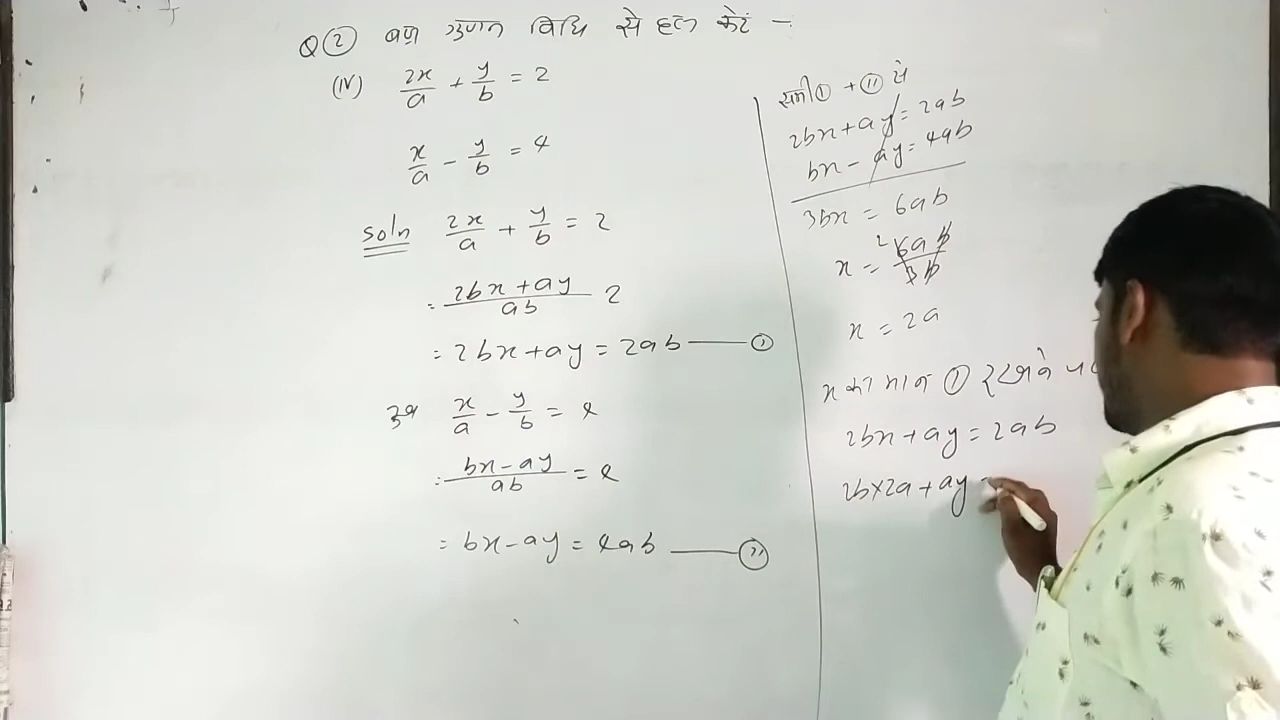 Q② वज्र गुणन विधि से हल करें –
(iv) 2x/a + y/b = 2
x/a - y/b = 4
Soln 2x/a + y/b = 2
= 2bx + ay / ab 2
= 2bx + ay = 2ab —— ①
x/a - y/b = 4
= bx - ay / ab = 4
= bx - ay = 4ab —— ②
समी① + ⑪ से
2bx + ay = 2ab
bx - ay = 4ab
3bx = 6ab
x = 2 6ab / 3b
x = 2a
x का मान ① रखने
2bx + ay = 2ab
2b×2a + ay =